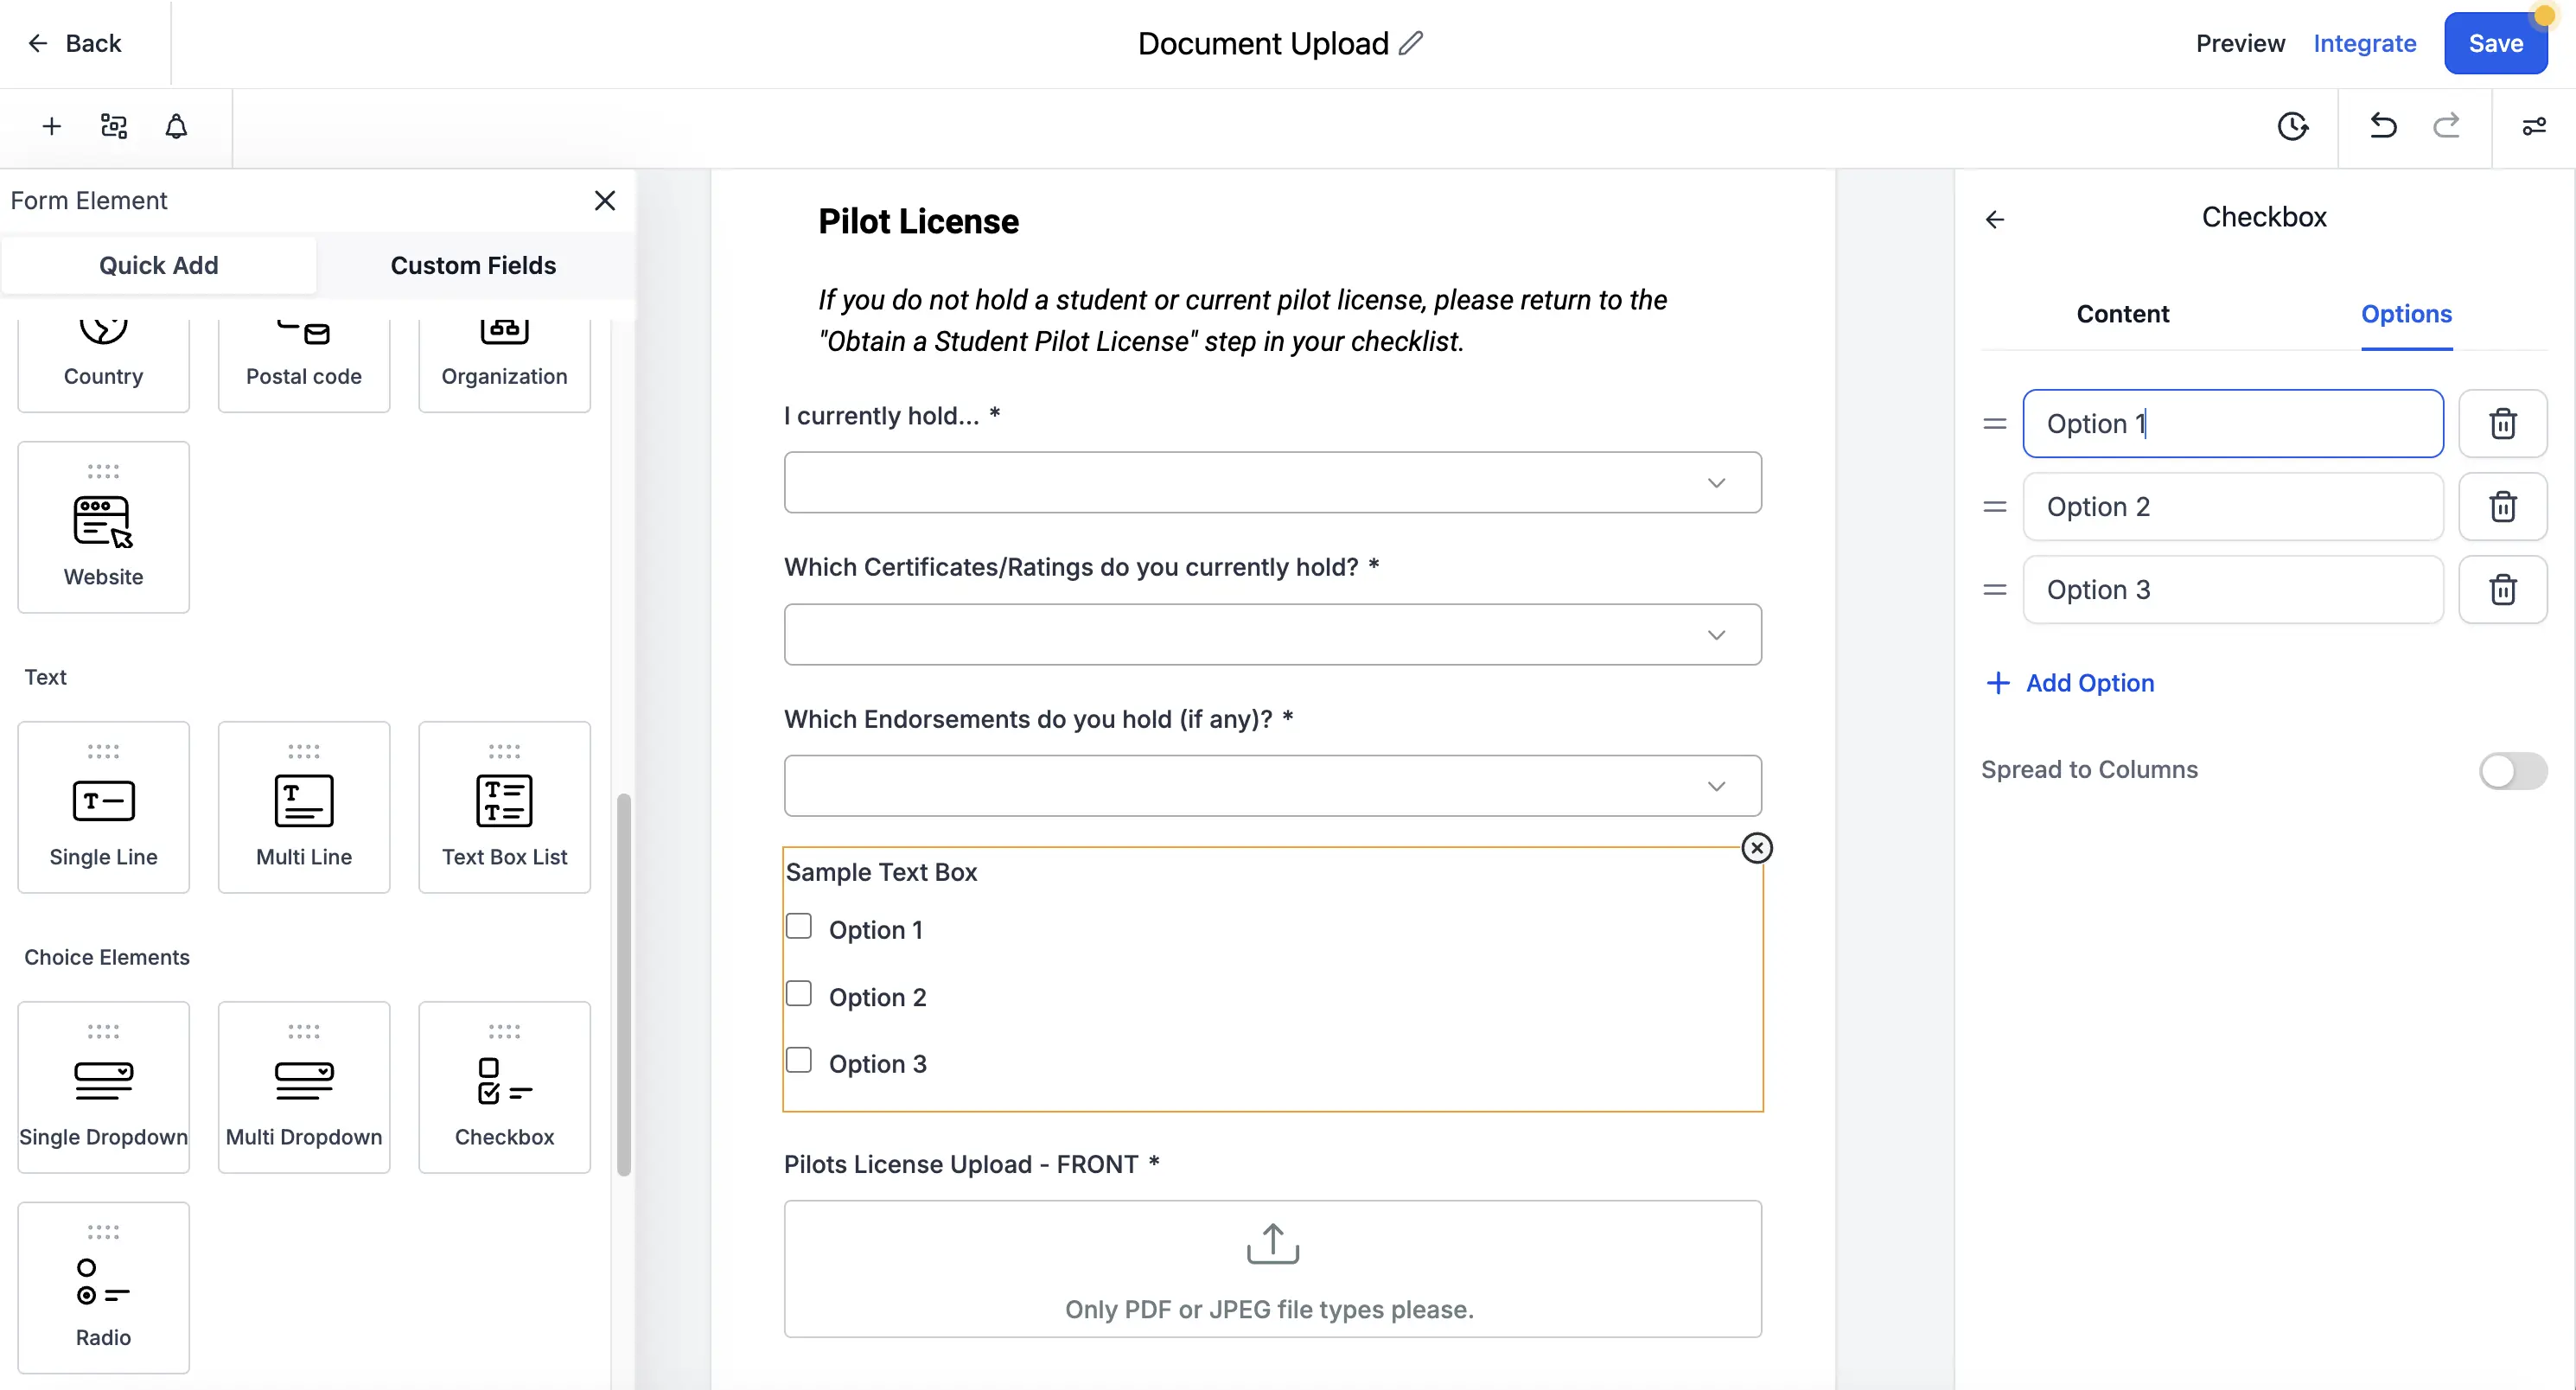 Back
Document Upload
Preview
Integrate
Save
Form Element
Quick Add
Custom Fields
Country
Postal code
Organization
Website
Text
Single Line
Multi Line
Text Box List
Choice Elements
Single Dropdown
Multi Dropdown
Checkbox
Radio
Pilot License
If you do not hold a student or current pilot license, please return to the
"Obtain a Student Pilot License" step in your checklist.
I currently hold... *
Which Certificates/Ratings do you currently hold? *
Which Endorsements do you hold (if any)? *
Sample Text Box
Option 1
Option 2
Option 3
Pilots License Upload - FRONT *
Only PDF or JPEG file types please.
Checkbox
Content
Options
Option 1
Option 2
Option 3
Add Option
Spread to Columns